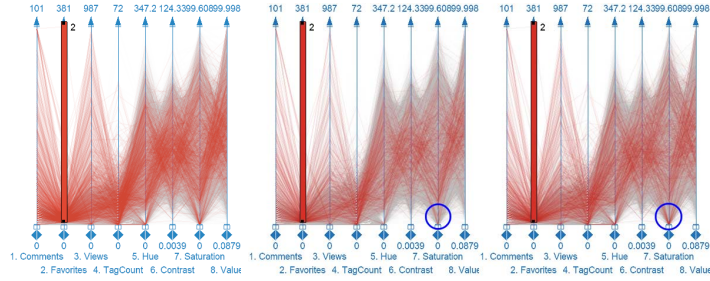 101 381 987 72 347.2 124.3399.60899.998
101 381 987 72 347.2 124.3399.60899.998
101 381 987 72 347.2 124.3399.60899.998
2
2
2
0 0 0 0 0 0.0039 0 0.0879
0 0 0 0 0 0.0039 0 0.0879
0 0 0 0 0 0.0039 0 0.0879
1. Comments 3. Views 5. Hue 7. Saturation
1. Comments 3. Views 5. Hue 7. Saturation
1. Comments 3. Views 5. Hue 7. Saturation
2. Favorites 4. TagCount 6. Contrast 8. Value
2. Favorites 4. TagCount 6. Contrast 8. Value
2. Favorites 4. TagCount 6. Contrast 8. Value